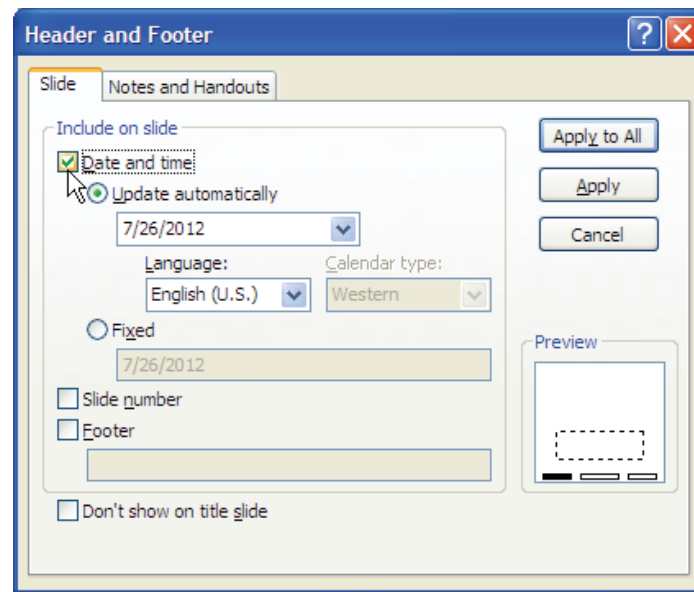 Header and Footer
Slide
Notes and Handouts
Include on slide
Date and time
Update automatically
7/26/2012
Language:
Calendar type:
English (U.S.)
Western
Fixed
7/26/2012
Slide number
Footer
Don't show on title slide
Apply to All
Apply
Cancel
Preview